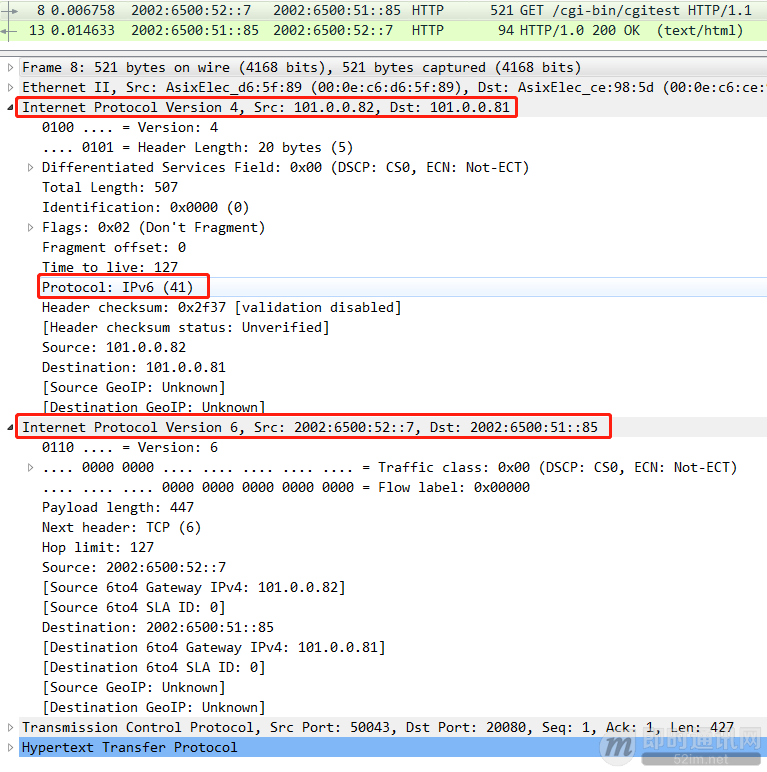 8 0.006758 2002:6500:52::7 2002:6500:51::85 HTTP 521 GET /cgi-bin/cgitest HTTP/1.1
13 0.014633 2002:6500:51::85 2002:6500:52::7 HTTP 94 HTTP/1.0 200 OK (text/html)
Frame 8: 521 bytes on wire (4168 bits), 521 bytes captured (4168 bits)
Ethernet II, Src: AsixElec_d6:5f:89 (00:0e:c6:d6:5f:89), Dst: AsixElec_ce:98:5d (00:0e:c6:ce:
Internet Protocol Version 4, Src: 101.0.0.82, Dst: 101.0.0.81
0100 .... = Version: 4
.... 0101 = Header Length: 20 bytes (5)
Differentiated Services Field: 0x00 (DSCP: CS0, ECN: Not-ECT)
Total Length: 507
Identification: 0x0000 (0)
Flags: 0x02 (Don't Fragment)
Fragment offset: 0
Time to live: 127
Protocol: IPv6 (41)
Header checksum: 0x2f37 [validation disabled]
[Header checksum status: Unverified]
Source: 101.0.0.82
Destination: 101.0.0.81
[Source GeoIP: Unknown]
[Destination GeoIP: Unknown]
Internet Protocol Version 6, Src: 2002:6500:52::7, Dst: 2002:6500:51::85
0110 .... = Version: 6
.... 0000 0000 .... .... .... .... .... = Traffic class: 0x00 (DSCP: CS0, ECN: Not-ECT)
.... .... .... 0000 0000 0000 0000 0000 = Flow label: 0x00000
Payload length: 447
Next header: TCP (6)
Hop limit: 127
Source: 2002:6500:52::7
[Source 6to4 Gateway IPv4: 101.0.0.82]
[Source 6to4 SLA ID: 0]
Destination: 2002:6500:51::85
[Destination 6to4 Gateway IPv4: 101.0.0.81]
[Destination 6to4 SLA ID: 0]
[Source GeoIP: Unknown]
[Destination GeoIP: Unknown]
Transmission Control Protocol, Src Port: 50043, Dst Port: 20080, Seq: 1, Ack: 1, Len: 427
Hypertext Transfer Protocol
即时通讯网
52im.net